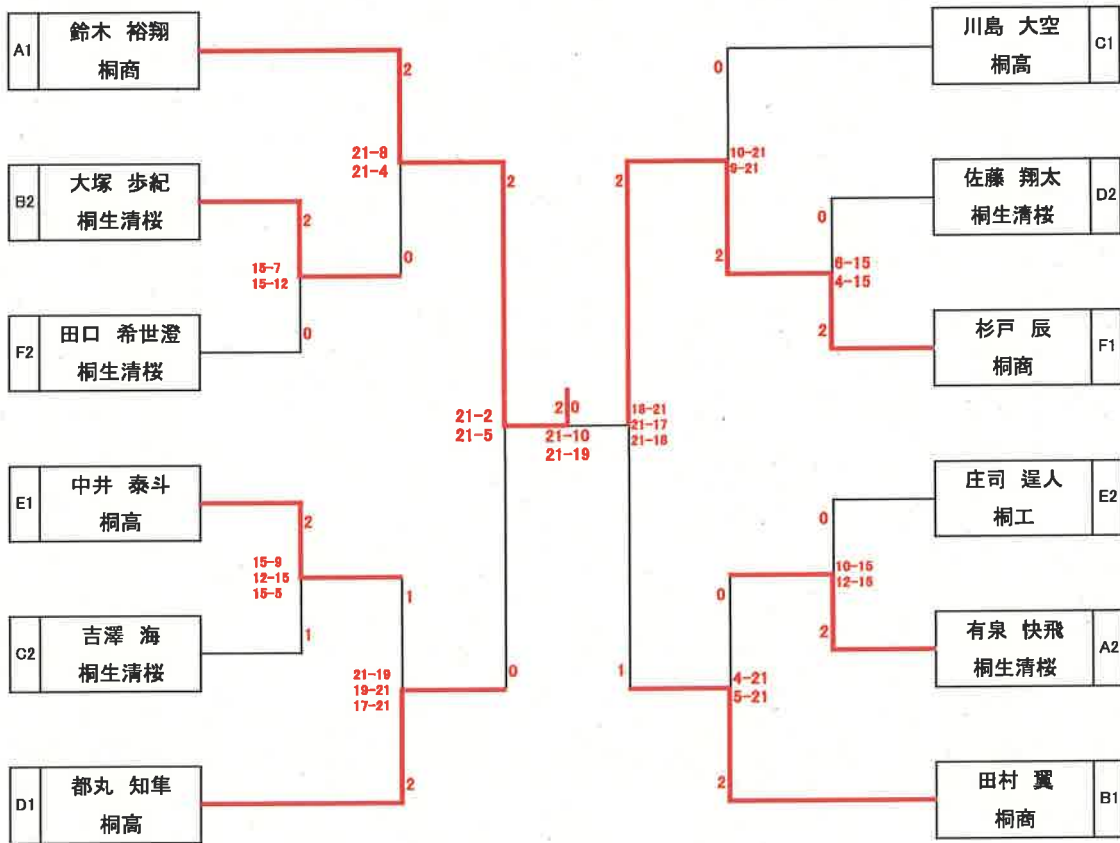 A1
鈴木 裕翔
桐商
B2
大塚 歩紀
桐生清桜
F2
田口 希世澄
桐生清桜
E1
中井 泰斗
桐高
C2
吉澤 海
桐生清桜
D1
都丸 知隼
桐高
2
21-8
21-4
0
2
15-7
15-12
0
2
15-9
12-15
15-5
1
1
21-19
19-21
17-21
2
2
21-2
21-5
0
2 0
21-10
21-19
2
18-21
21-17
21-18
1
0
10-21
9-21
2
0
6-15
4-15
2
0
10-15
12-15
2
0
4-21
5-21
2
川島 大空
桐高
C1
佐藤 翔太
桐生清桜
D2
杉戸 辰
桐商
F1
庄司 逞人
桐工
E2
有泉 快飛
桐生清桜
A2
田村 翼
桐商
B1